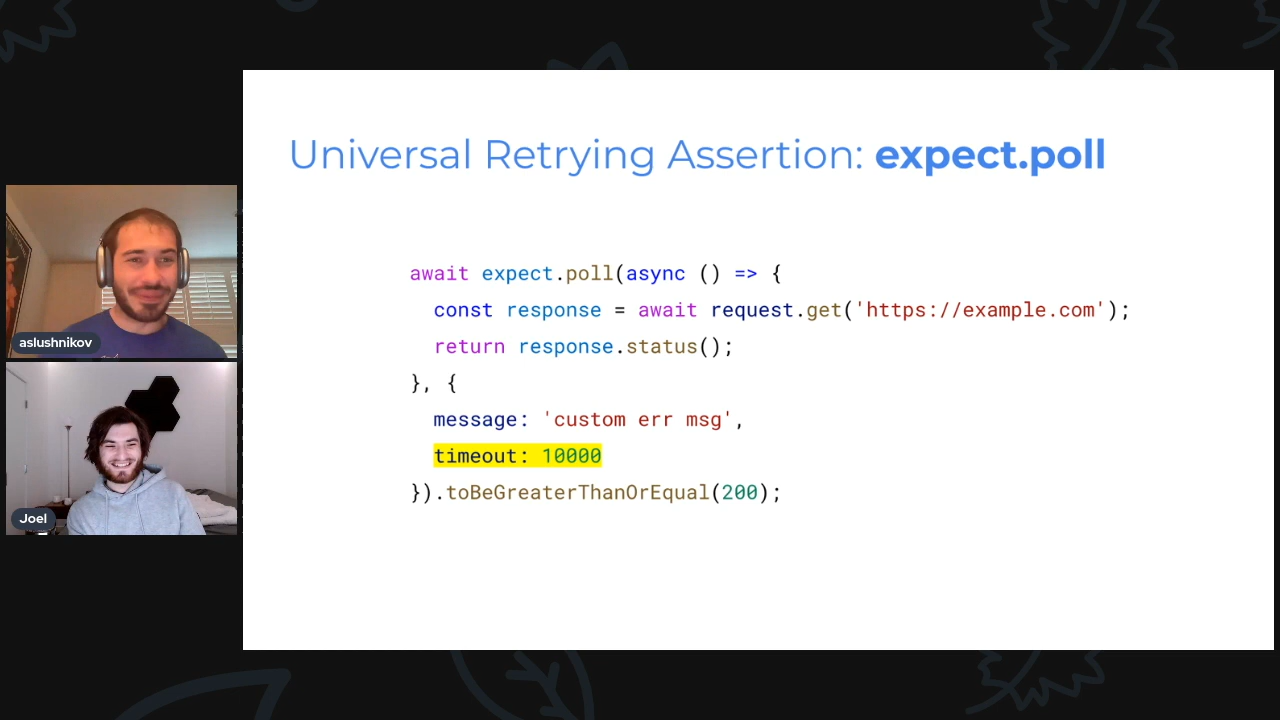 Universal Retrying Assertion: expect.poll
await expect.poll(async () => {
const response = await request.get('https://example.com');
return response.status();
}, {
message: 'custom err msg',
timeout: 10000
}).toBeGreaterThanOrEqual(200);
aslushnikov
Joel